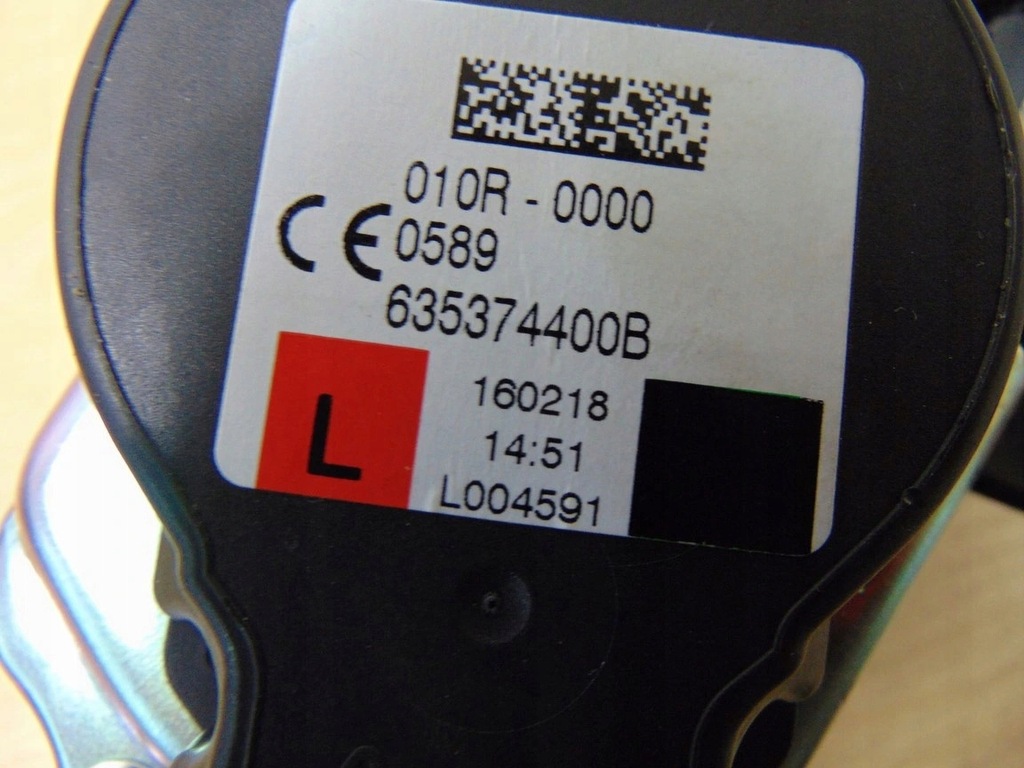 010R - 0000
CE 0589
635374400B
L
160218
14:51
L004591